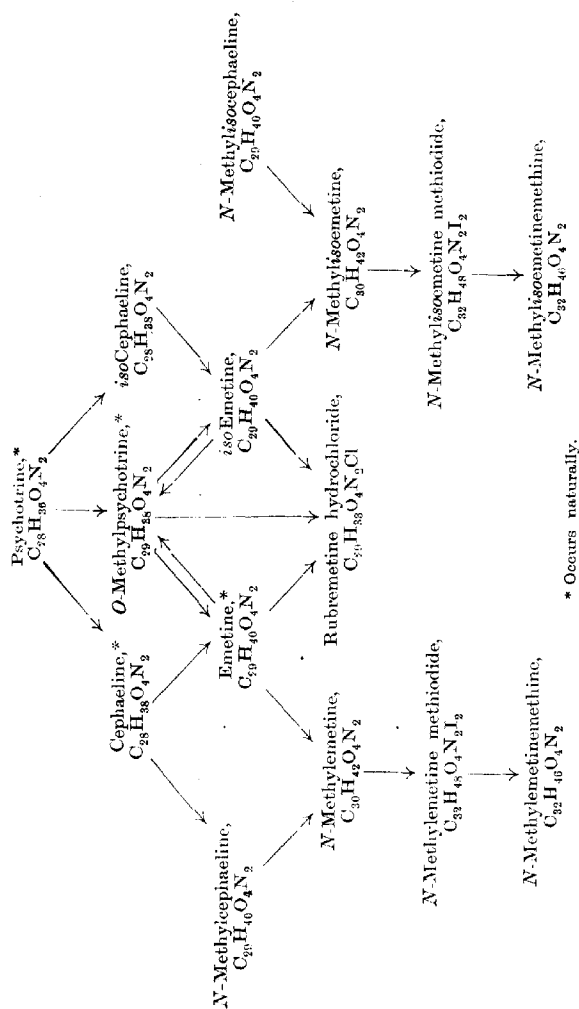 Psychotrine,*
C28H36O4N2
Cephaeline,*
C28H38O4N2
O-Methylpsychotrine,*
C29H38O4N2
isoCephaeline,
C28H38O4N2
N-Methylcephaeline,
C29H40O4N2
Emetine,*
C29H40O4N2
isoEmetine,
C29H40O4N2
N-Methylisocephaeline,
C29H40O4N2
N-Methylemetine,
C30H42O4N2
Rubremetine hydrochloride,
C29H33O4N2Cl
N-Methylisoemetine,
C30H42O4N2
N-Methylemetine methiodide,
C32H48O4N2I2
N-Methylisoemetine methiodide,
C32H48O4N2I2
N-Methylemetinemethine,
C32H46O4N2
N-Methylisoemetinemethine,
C32H46O4N2
* Occurs naturally.